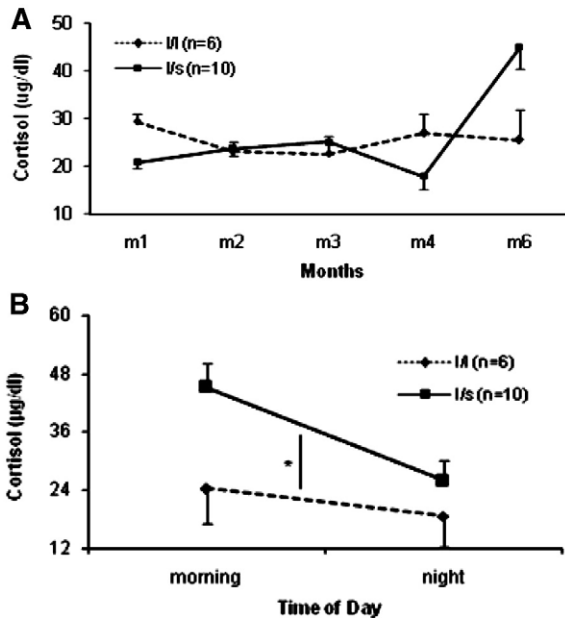 A
50
40
30
20
10
Cortisol (ug/dl)
l/l (n=6)
l/s (n=10)
m1 m2 m3 m4 m6
Months
B
60
48
36
24
12
Cortisol (µg/dl)
l/l (n=6)
l/s (n=10)
*
morning night
Time of Day